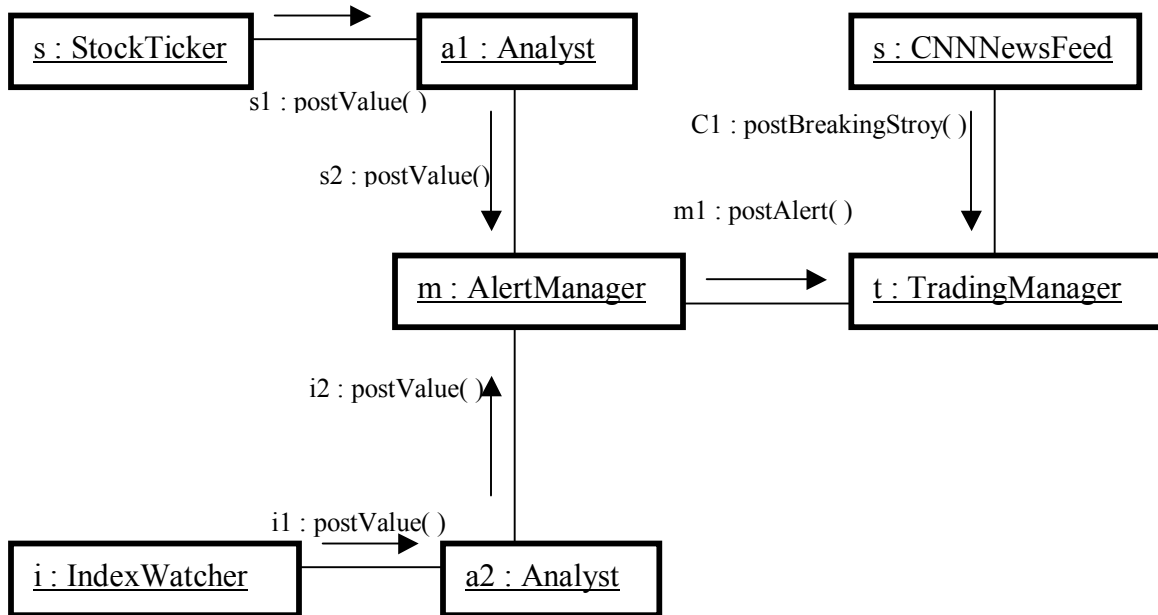 s : StockTicker
a1 : Analyst
s : CNNNewsFeed
s1 : postValue( )
C1 : postBreakingStroy( )
s2 : postValue()
m1 : postAlert( )
m : AlertManager
t : TradingManager
i2 : postValue( )
i1 : postValue( )
i : IndexWatcher
a2 : Analyst